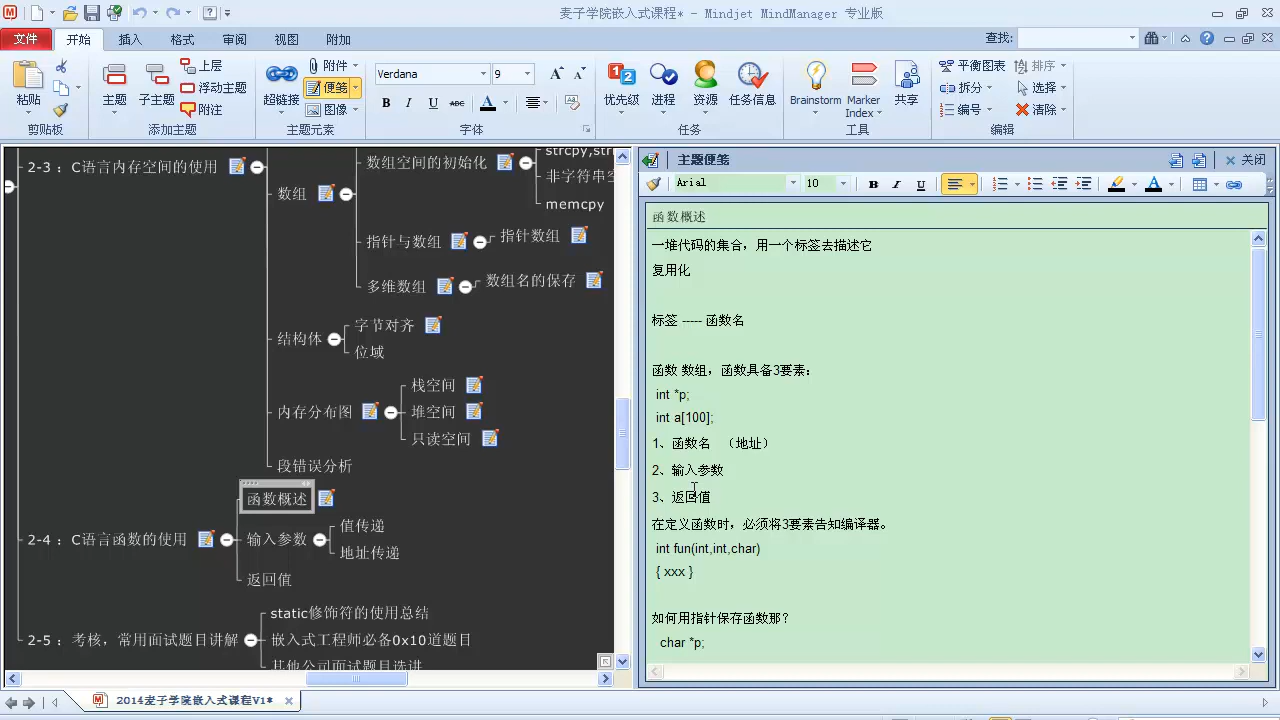 麦子学院嵌入式课程* - Mindjet MindManager 专业版
文件 开始 插入 格式 审阅 视图 附加 查找:
粘贴 剪贴板
主题 子主题 上层 浮动主题 附注 添加主题
超链接 附件 便笺 图像 主题元素
Verdana 9
B I U ABC A 字体
优先级 进程 资源 任务信息 任务
Brainstorm Marker Index 共享 工具
平衡图表 排序 拆分 选择 编号 清除 编辑
2-3 : C语言内存空间的使用
数组
数组空间的初始化
非字符串空
memcpy
指针与数组 指针数组
多维数组 数组名的保存
结构体 字节对齐
位域
内存分布图 栈空间
堆空间
只读空间
段错误分析
2-4 : C语言函数的使用
函数概述
输入参数 值传递
地址传递
返回值
2-5 : 考核，常用面试题目讲解
static修饰符的使用总结
嵌入式工程师必备0x10道题目
其他公司面试题目选讲
主题便笺 关闭
Arial 10 B I U A
函数概述
一堆代码的集合，用一个标签去描述它
复用化
标签 ----- 函数名
函数 数组，函数具备3要素：
int *p;
int a[100];
1、函数名 （地址）
2、输入参数
3、返回值
在定义函数时，必须将3要素告知编译器。
int fun(int,int,char)
{ xxx }
如何用指针保存函数那？
char *p;
2014麦子学院嵌入式课程V1*